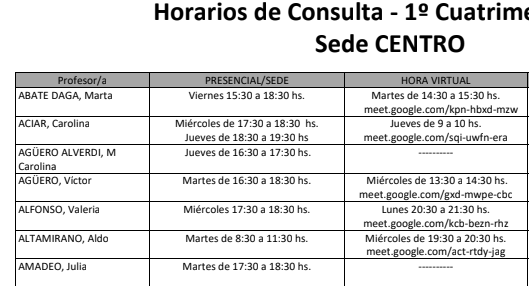 Horarios de Consulta - 1º Cuatrime
Sede CENTRO
Profesor/a PRESENCIAL/SEDE HORA VIRTUAL
ABATE DAGA, Marta Viernes 15:30 a 18:30 hs. Martes de 14:30 a 15:30 hs.
meet.google.com/kpn-hbxd-mzw
ACIAR, Carolina Miércoles de 17:30 a 18:30 hs. Jueves de 9 a 10 hs.
Jueves de 18:30 a 19:30 hs meet.google.com/sqi-uwfn-era
AGÜERO ALVERDI, M Jueves de 16:30 a 17:30 hs. ----------
Carolina
AGÜERO, Víctor Martes de 16:30 a 18:30 hs. Miércoles de 13:30 a 14:30 hs.
meet.google.com/gxd-mwpe-cbc
ALFONSO, Valeria Miércoles 17:30 a 18:30 hs. Lunes 20:30 a 21:30 hs.
meet.google.com/kcb-bezn-rhz
ALTAMIRANO, Aldo Martes de 8:30 a 11:30 hs. Miércoles de 19:30 a 20:30 hs.
meet.google.com/act-rtdy-jag
AMADEO, Julia Martes de 17:30 a 18:30 hs. ----------